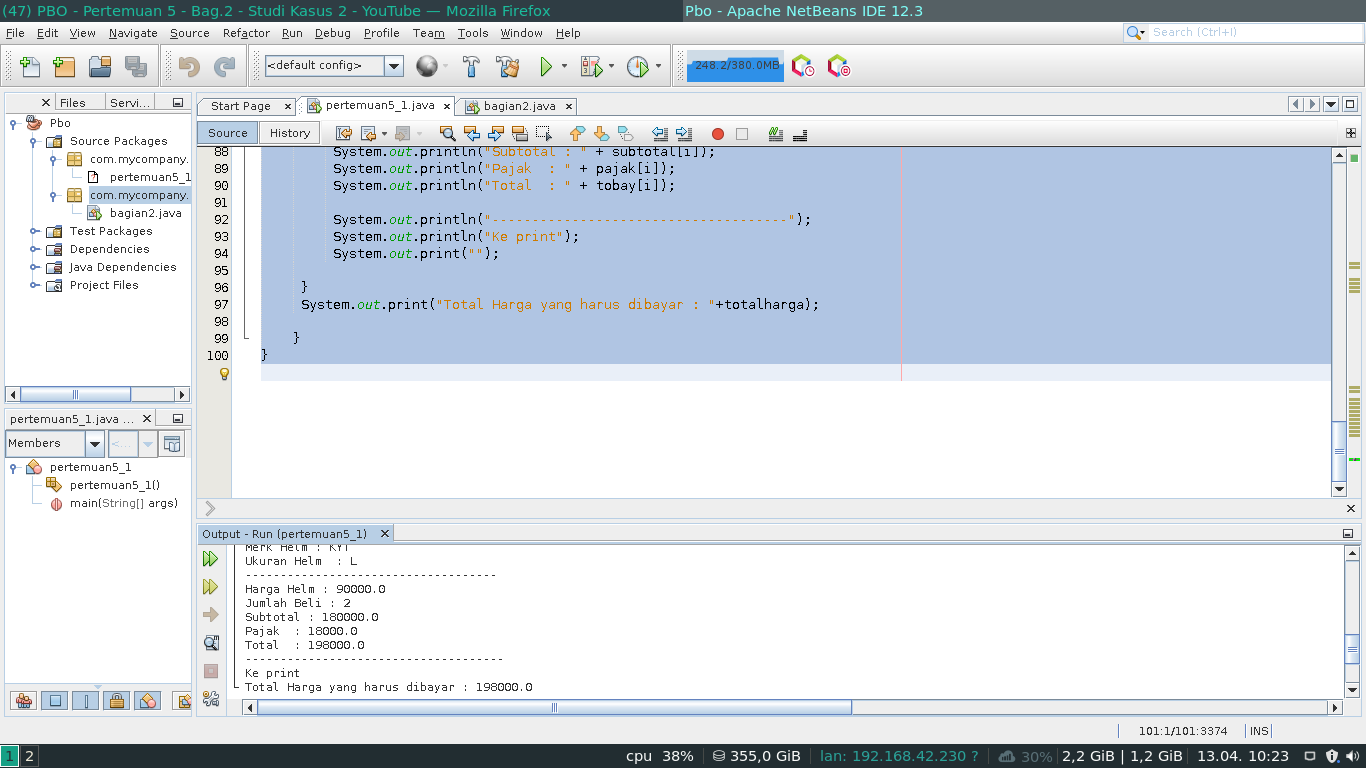 (47) PBO - Pertemuan 5 - Bag.2 - Studi Kasus 2 - YouTube — Mozilla Firefox
Pbo - Apache NetBeans IDE 12.3
File Edit View Navigate Source Refactor Run Debug Profile Team Tools Window Help
Search (Ctrl+I)
<default config>
248.2/380.0MB
Files Servi...
Start Page pertemuan5_1.java bagian2.java
Source History
Pbo
Source Packages
com.mycompany.
pertemuan5_1
com.mycompany.
bagian2.java
Test Packages
Dependencies
Java Dependencies
Project Files
88 System.out.println("Subtotal : " + subtotal[i]);
89 System.out.println("Pajak  : " + pajak[i]);
90 System.out.println("Total  : " + tobay[i]);
91
92 System.out.println("-------------------------------------");
93 System.out.println("Ke print");
94 System.out.print("");
95
96 }
97 System.out.print("Total Harga yang harus dibayar : "+totalharga);
98
99 }
100 }
pertemuan5_1.java ...
Members
<...
pertemuan5_1
pertemuan5_1()
main(String[] args)
Output - Run (pertemuan5_1)
Merk Helm : KYT
Ukuran Helm  : L
------------------------------------
Harga Helm : 90000.0
Jumlah Beli : 2
Subtotal : 180000.0
Pajak  : 18000.0
Total  : 198000.0
-------------------------------------
Ke print
Total Harga yang harus dibayar : 198000.0
101:1/101:3374 INS
1 2
cpu 38% 355,0 GiB lan: 192.168.42.230 ? 30% 2,2 GiB | 1,2 GiB 13.04. 10:23